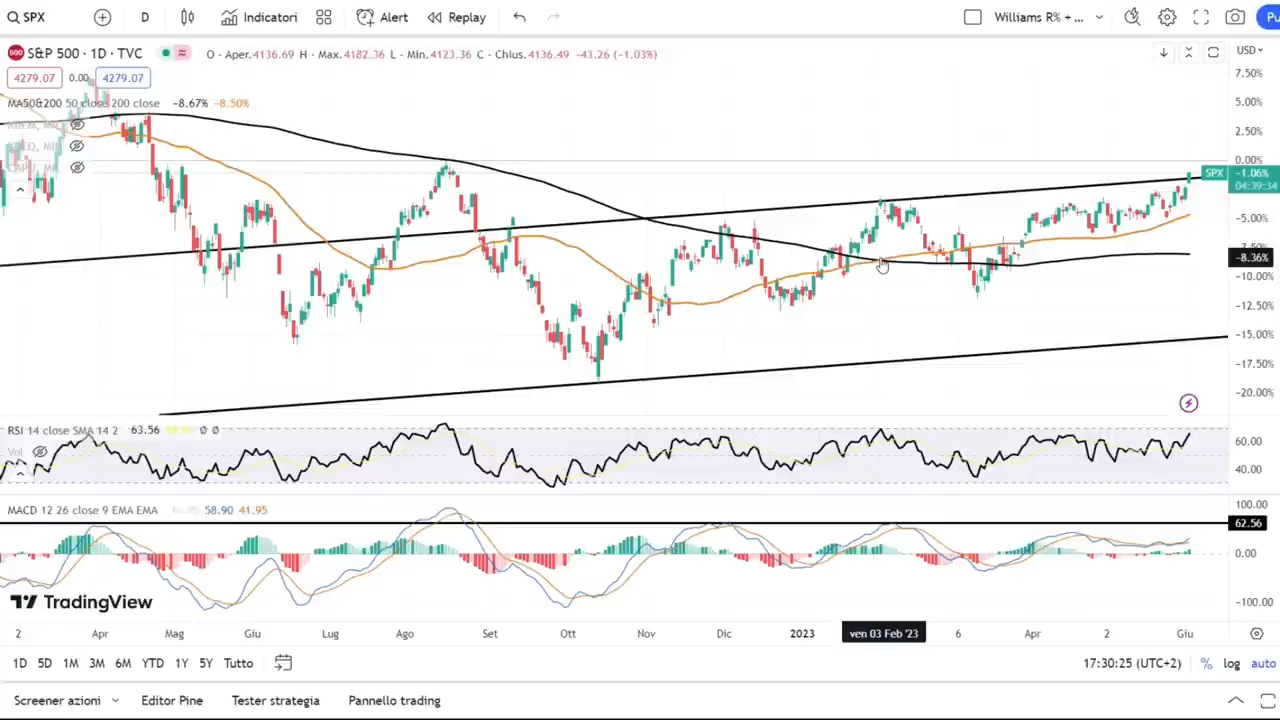 SPX D Indicatori Alert Replay Williams R% + ...
S&P 500 · 1D · TVC O - Aper.4136.69 H - Max.4182.36 L - Min.4123.36 C - Chius.4136.49 -43.26 (-1.03%) USD
4279.07 0.00 4279.07
MA50&200 50 close 200 close -8.67% -8.50%
7.50%
5.00%
2.50%
0.00%
SPX -1.06%
04:39:34
-5.00%
-8.36%
-10.00%
-12.50%
-15.00%
-17.50%
-20.00%
RSI 14 close SMA 14 2 63.56 Ø Ø
Vol
60.00
40.00
MACD 12 26 close 9 EMA EMA 58.90 41.95
100.00
62.56
0.00
-100.00
TradingView
2 Apr Mag Giu Lug Ago Set Ott Nov Dic 2023 ven 03 Feb '23 6 Apr 2 Giu
1D 5D 1M 3M 6M YTD 1Y 5Y Tutto 17:30:25 (UTC+2) % log auto
Screener azioni Editor Pine Tester strategia Pannello trading